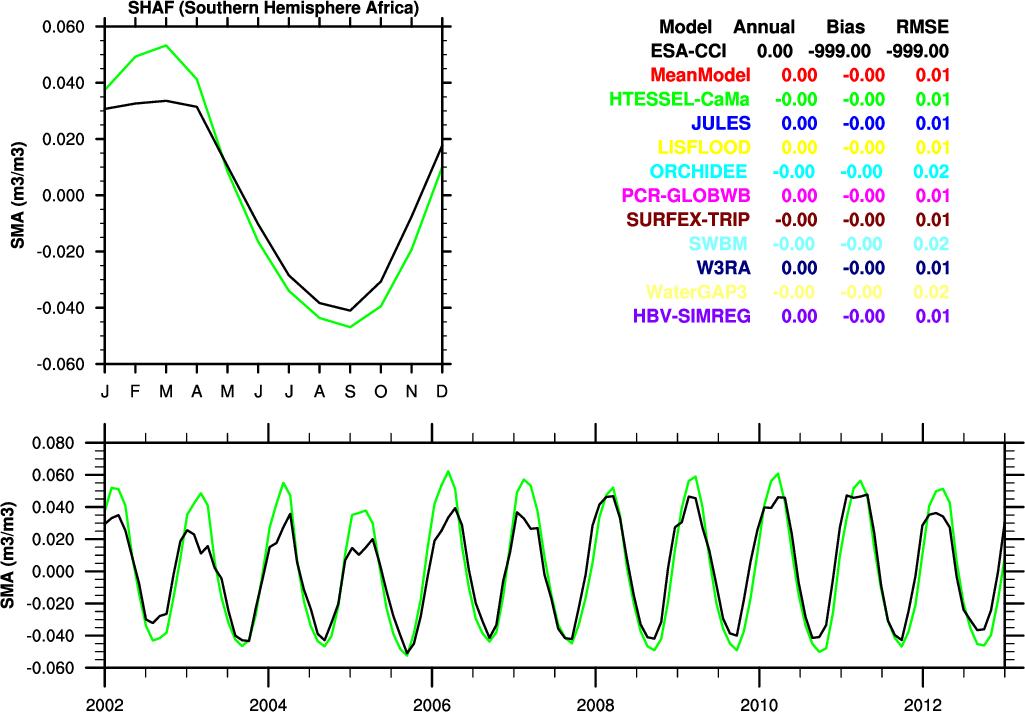 SHAF (Southern Hemisphere Africa)
SMA (m3/m3)
0.060
0.040
0.020
0.000
-0.020
-0.040
-0.060
J F M A M J J A S O N D
Model Annual Bias RMSE
ESA-CCI 0.00 -999.00 -999.00
MeanModel 0.00 -0.00 0.01
HTESSEL-CaMa -0.00 -0.00 0.01
JULES 0.00 -0.00 0.01
LISFLOOD 0.00 -0.00 0.01
ORCHIDEE -0.00 -0.00 0.02
PCR-GLOBWB 0.00 -0.00 0.01
SURFEX-TRIP -0.00 -0.00 0.01
SWBM -0.00 -0.00 0.02
W3RA 0.00 -0.00 0.01
WaterGAP3 -0.00 -0.00 0.02
HBV-SIMREG 0.00 -0.00 0.01
SMA (m3/m3)
0.080
0.060
0.040
0.020
0.000
-0.020
-0.040
-0.060
2002 2004 2006 2008 2010 2012